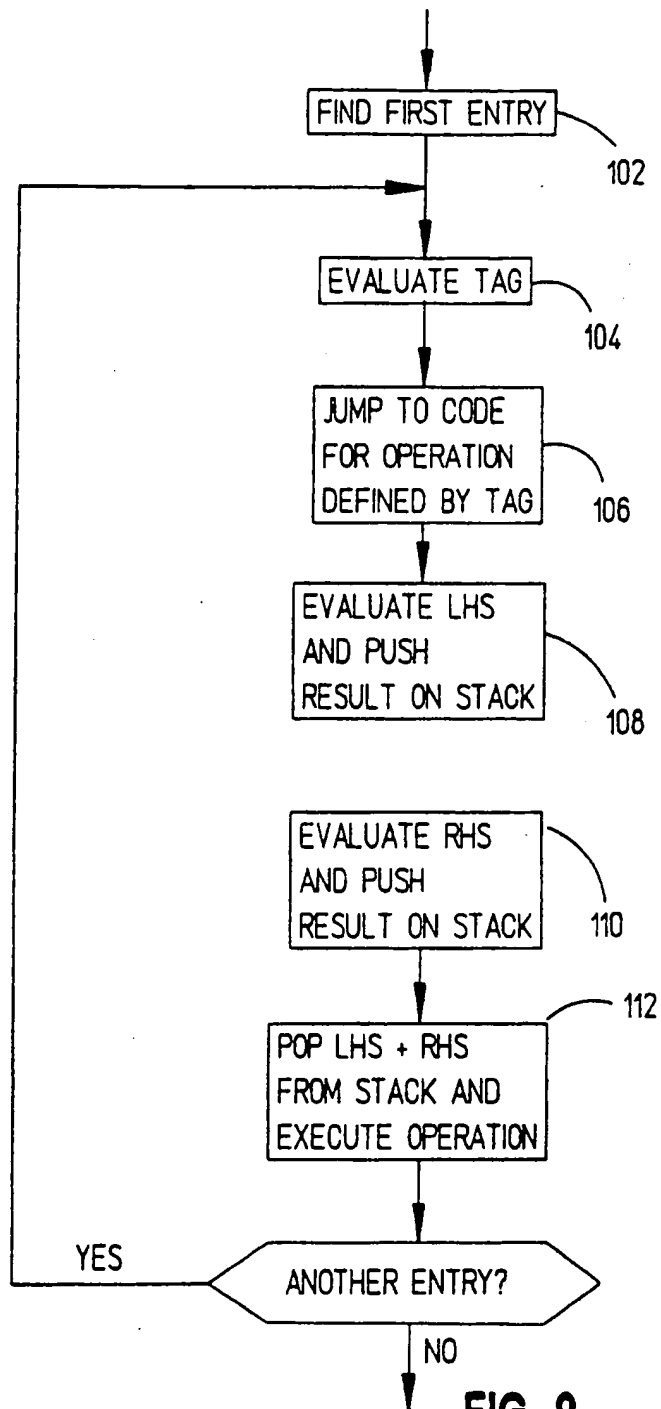 FIND FIRST ENTRY
102
EVALUATE TAG
104
JUMP TO CODE
FOR OPERATION
DEFINED BY TAG
106
EVALUATE LHS
AND PUSH
RESULT ON STACK
108
EVALUATE RHS
AND PUSH
RESULT ON STACK
110
112
POP LHS + RHS
FROM STACK AND
EXECUTE OPERATION
YES
ANOTHER ENTRY?
NO